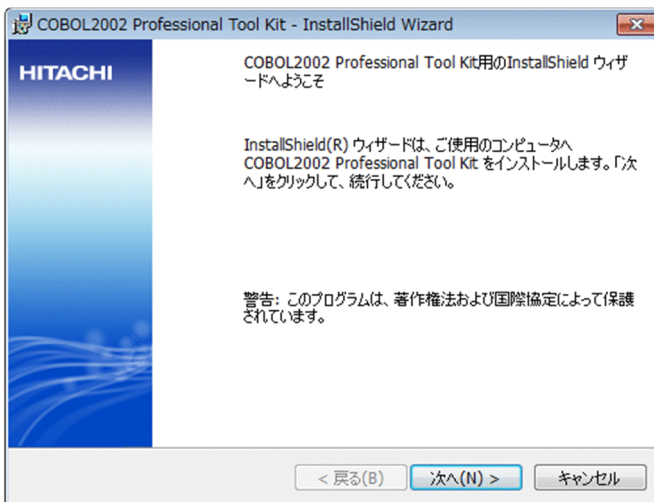 COBOL2002 Professional Tool Kit - InstallShield Wizard
HITACHI
COBOL2002 Professional Tool Kit用のInstallShield ウィザ
ードへようこそ
InstallShield(R) ウィザードは、ご使用のコンピュータへ
COBOL2002 Professional Tool Kit をインストールします。「次
へ」をクリックして、続行してください。
警告: このプログラムは、著作権法および国際協定によって保護
されています。
< 戻る(B)
次へ(N) >
キャンセル